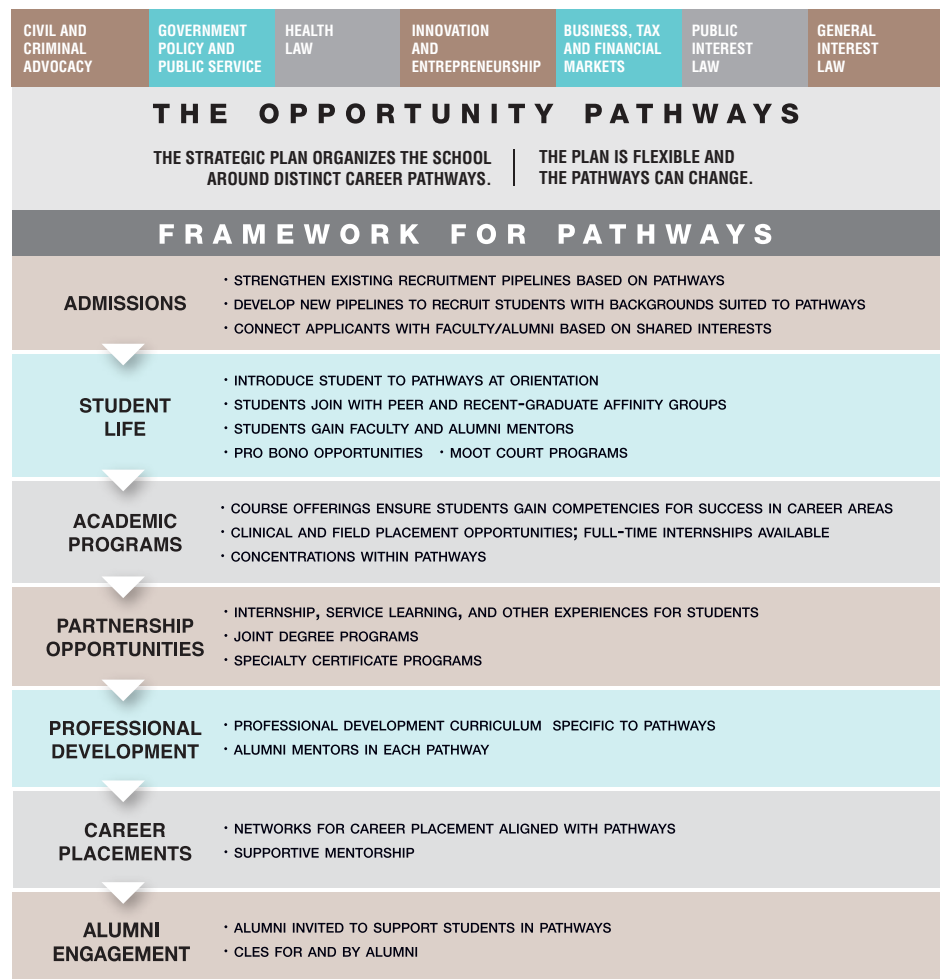 CIVIL AND
CRIMINAL
ADVOCACY
GOVERNMENT
POLICY AND
PUBLIC SERVICE
HEALTH
LAW
INNOVATION
AND
ENTREPRENEURSHIP
BUSINESS, TAX
AND FINANCIAL
MARKETS
PUBLIC
INTEREST
LAW
GENERAL
INTEREST
LAW
THE OPPORTUNITY PATHWAYS
THE STRATEGIC PLAN ORGANIZES THE SCHOOL
AROUND DISTINCT CAREER PATHWAYS.
THE PLAN IS FLEXIBLE AND
THE PATHWAYS CAN CHANGE.
FRAMEWORK FOR PATHWAYS
ADMISSIONS
· STRENGTHEN EXISTING RECRUITMENT PIPELINES BASED ON PATHWAYS
· DEVELOP NEW PIPELINES TO RECRUIT STUDENTS WITH BACKGROUNDS SUITED TO PATHWAYS
· CONNECT APPLICANTS WITH FACULTY/ALUMNI BASED ON SHARED INTERESTS
STUDENT
LIFE
· INTRODUCE STUDENT TO PATHWAYS AT ORIENTATION
· STUDENTS JOIN WITH PEER AND RECENT-GRADUATE AFFINITY GROUPS
· STUDENTS GAIN FACULTY AND ALUMNI MENTORS
· PRO BONO OPPORTUNITIES · MOOT COURT PROGRAMS
ACADEMIC
PROGRAMS
· COURSE OFFERINGS ENSURE STUDENTS GAIN COMPETENCIES FOR SUCCESS IN CAREER AREAS
· CLINICAL AND FIELD PLACEMENT OPPORTUNITIES; FULL-TIME INTERNSHIPS AVAILABLE
· CONCENTRATIONS WITHIN PATHWAYS
PARTNERSHIP
OPPORTUNITIES
· INTERNSHIP, SERVICE LEARNING, AND OTHER EXPERIENCES FOR STUDENTS
· JOINT DEGREE PROGRAMS
· SPECIALTY CERTIFICATE PROGRAMS
PROFESSIONAL
DEVELOPMENT
· PROFESSIONAL DEVELOPMENT CURRICULUM SPECIFIC TO PATHWAYS
· ALUMNI MENTORS IN EACH PATHWAY
CAREER
PLACEMENTS
· NETWORKS FOR CAREER PLACEMENT ALIGNED WITH PATHWAYS
· SUPPORTIVE MENTORSHIP
ALUMNI
ENGAGEMENT
· ALUMNI INVITED TO SUPPORT STUDENTS IN PATHWAYS
· CLES FOR AND BY ALUMNI